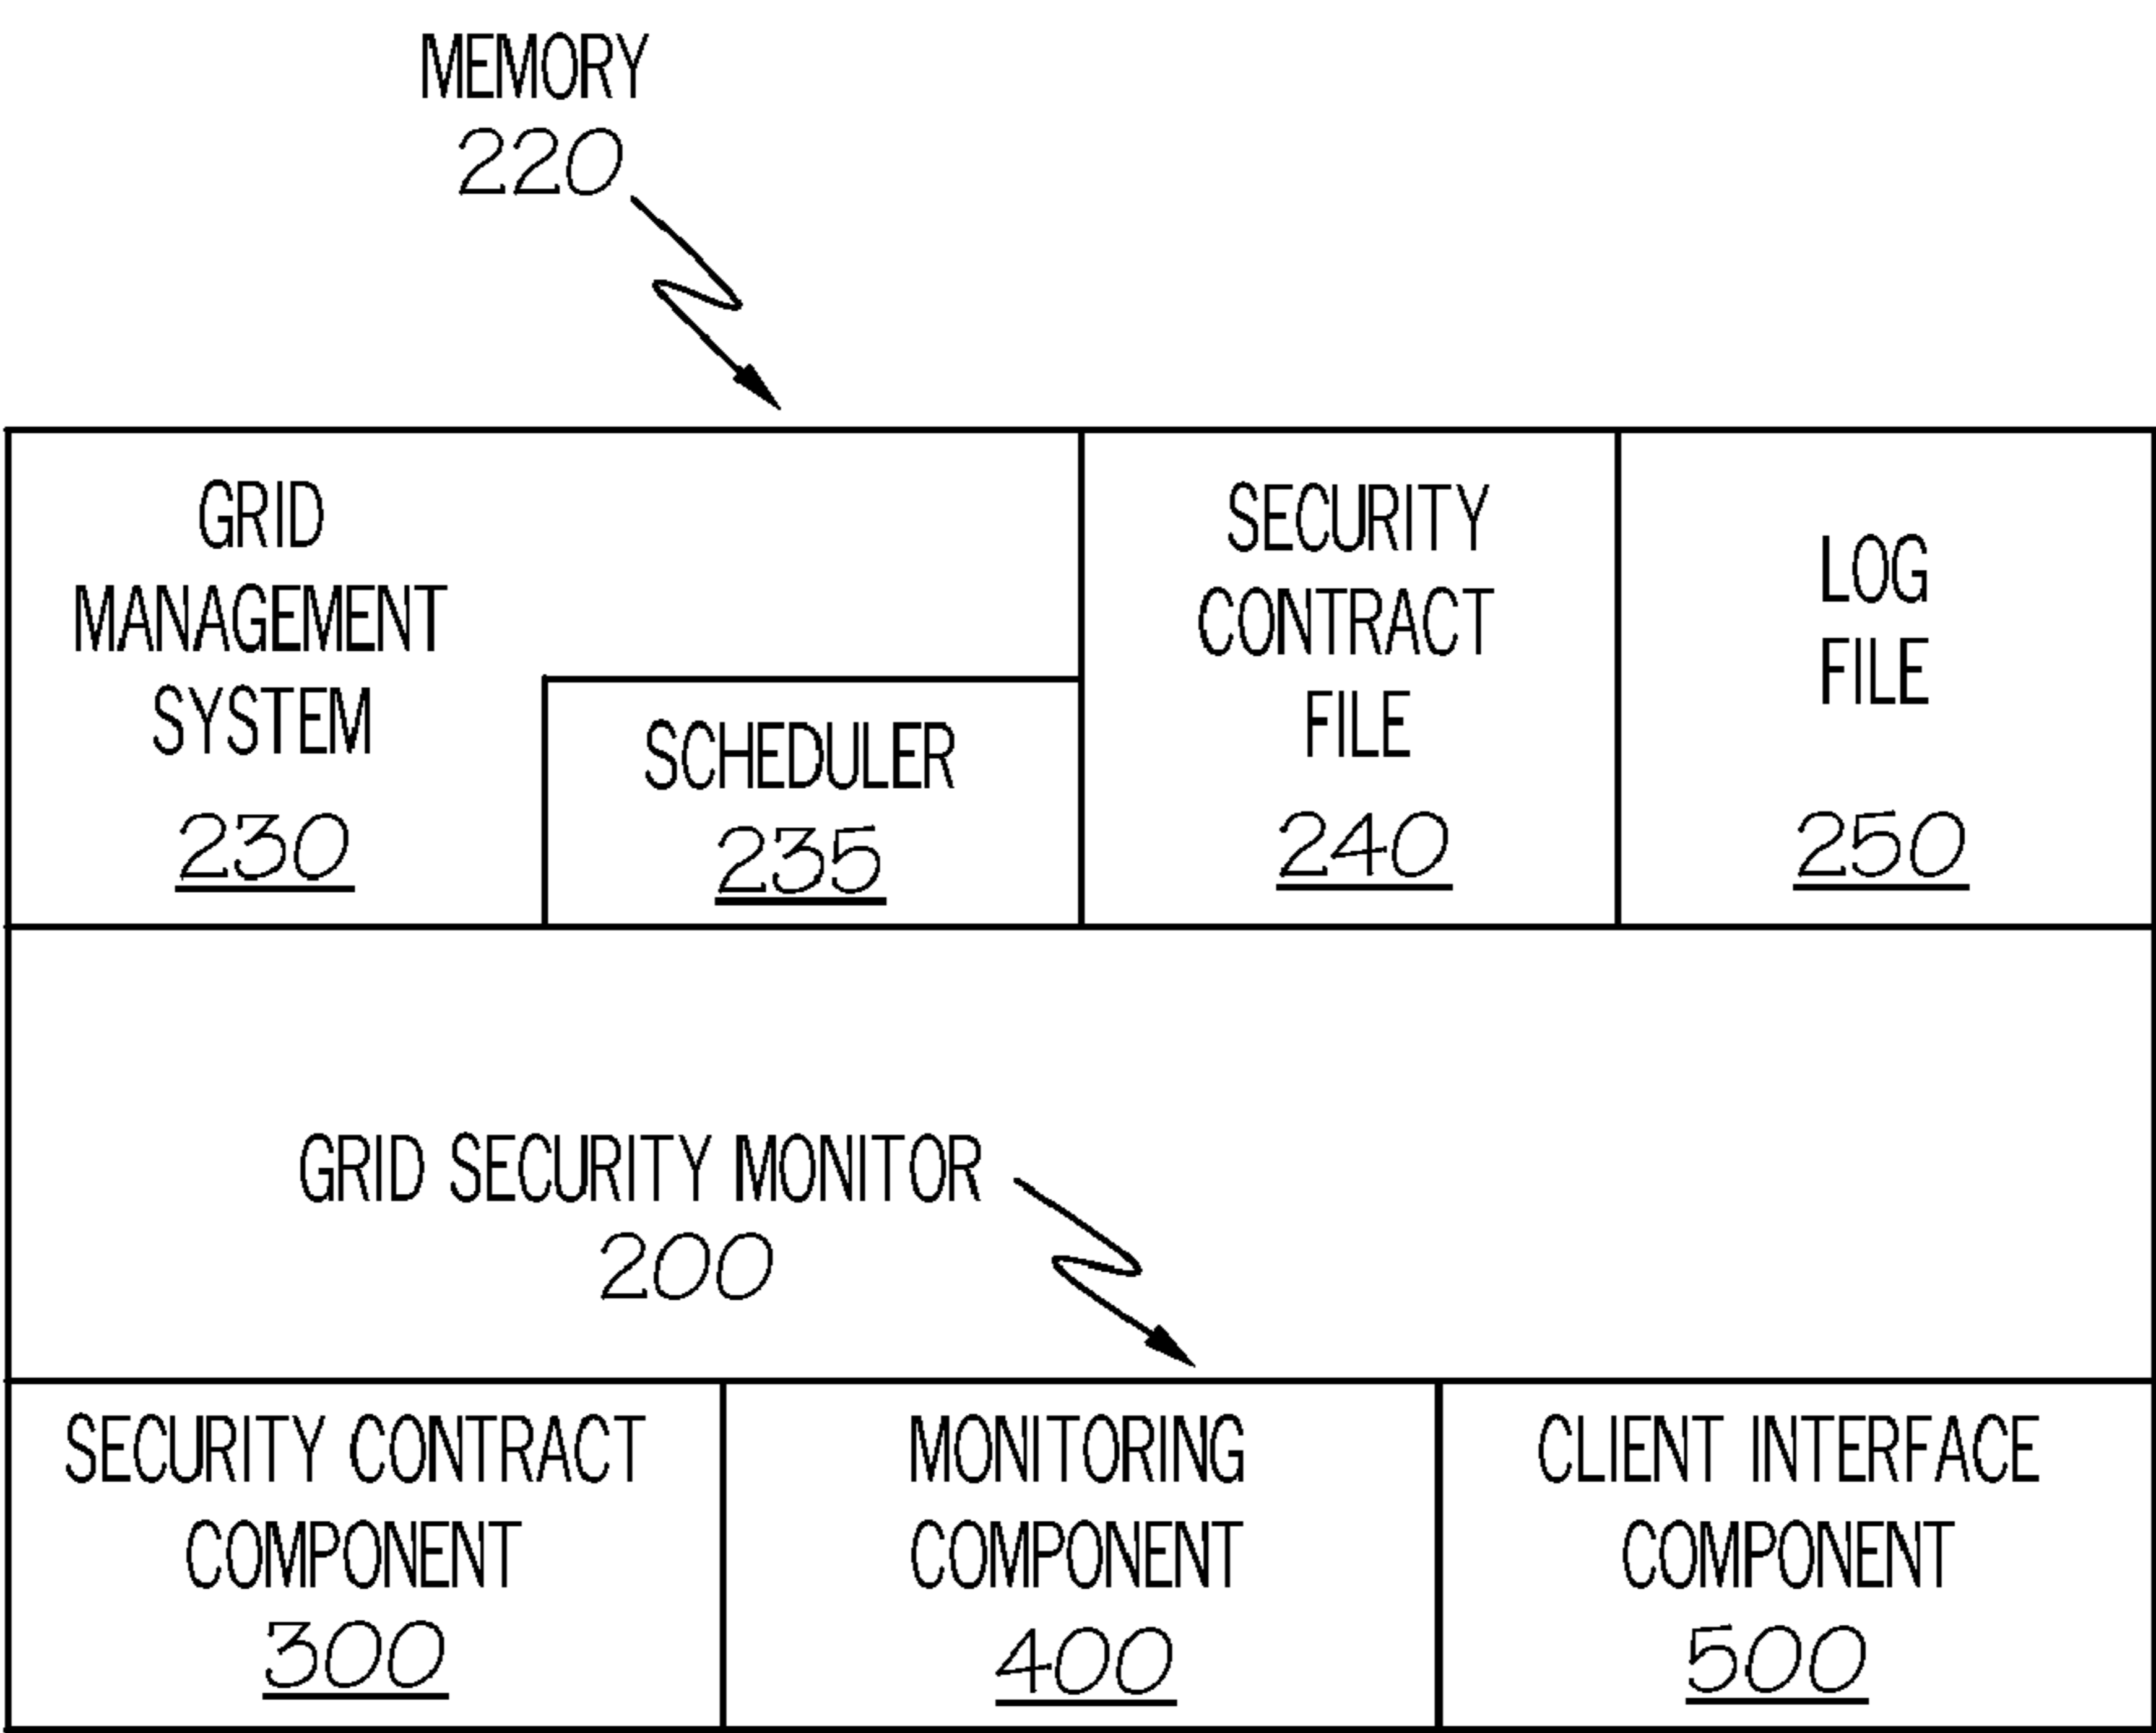 MEMORY
220
GRID
MANAGEMENT
SYSTEM
230
SCHEDULER
235
SECURITY
CONTRACT
FILE
240
LOG
FILE
250
GRID SECURITY MONITOR
200
SECURITY CONTRACT
COMPONENT
300
MONITORING
COMPONENT
400
CLIENT INTERFACE
COMPONENT
500